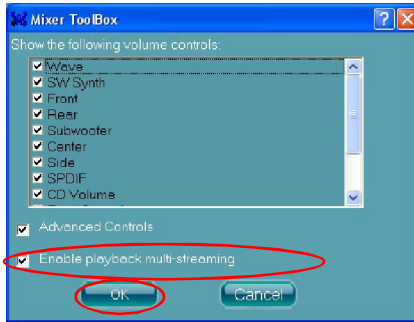 Mixer ToolBox
Show the following volume controls:
Wave
SW Synth
Front
Rear
Subwoofer
Center
Side
SPDIF
CD Volume
Advanced Controls
Enable playback multi-streaming
OK
Cancel